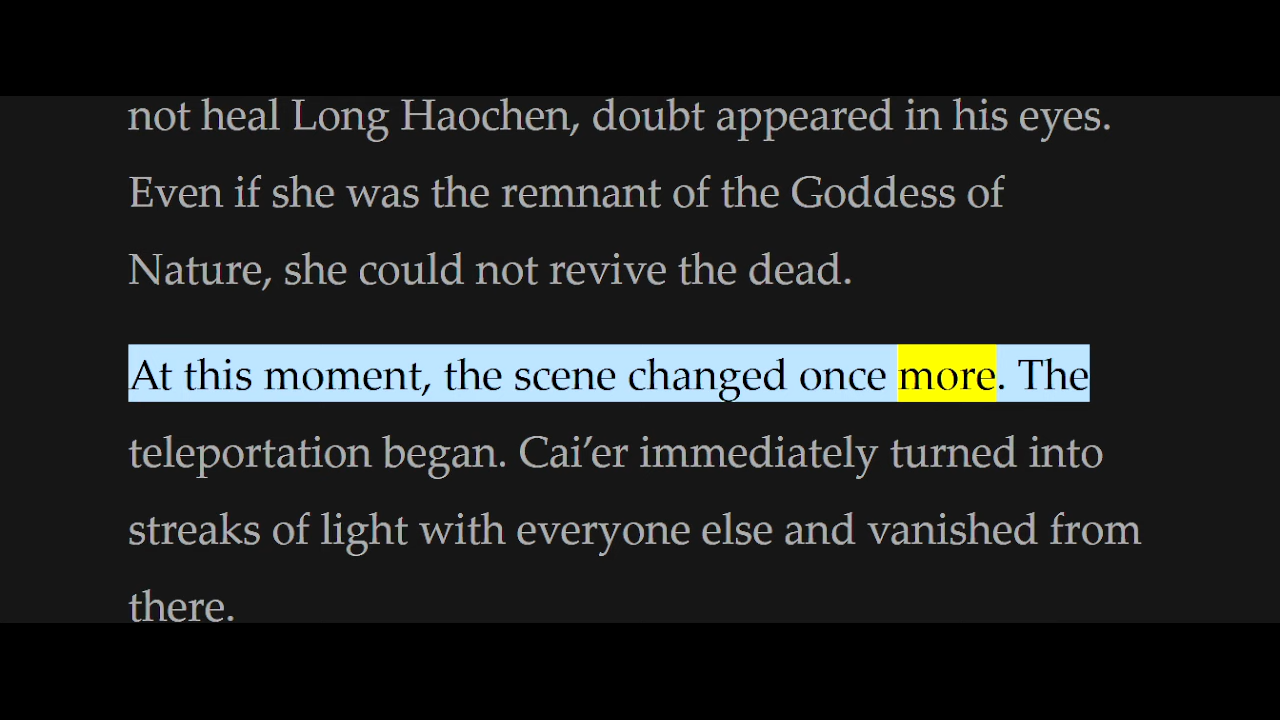 not heal Long Haochen, doubt appeared in his eyes.
Even if she was the remnant of the Goddess of
Nature, she could not revive the dead.
At this moment, the scene changed once more. The
teleportation began. Cai’er immediately turned into
streaks of light with everyone else and vanished from
there.